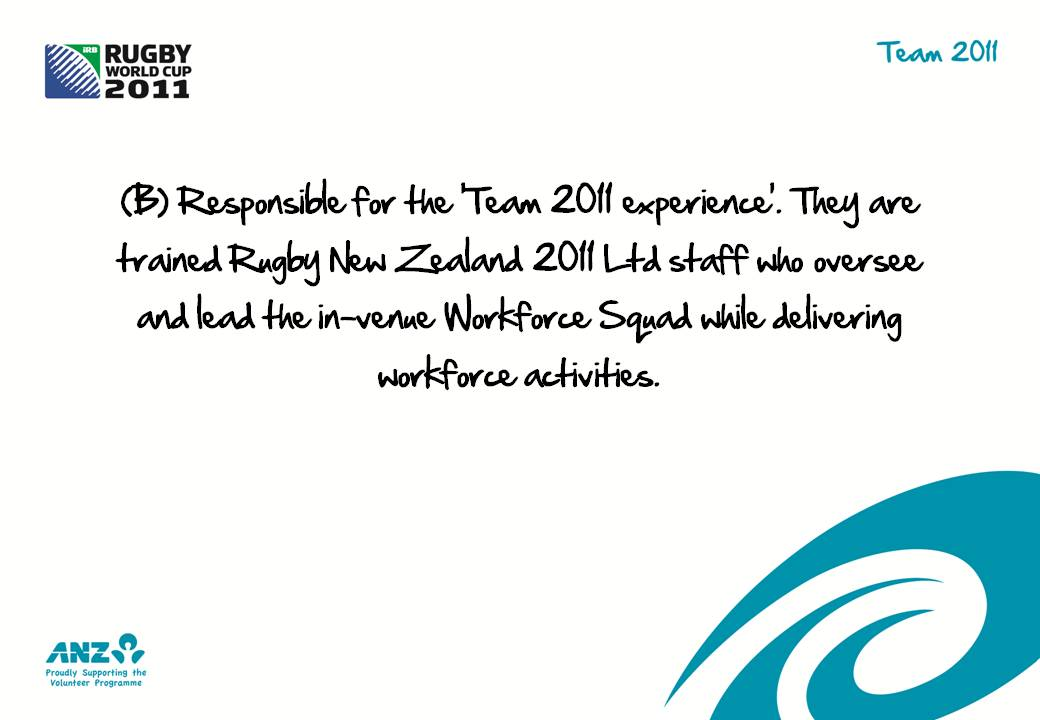 iRB
RUGBY
WORLD CUP
2011
Team 2011
(B) Responsible for the 'Team 2011 experience'. They are
trained Rugby New Zealand 2011 Ltd staff who oversee
and lead the in-venue Workforce Squad while delivering
workforce activities.
ANZ
Proudly Supporting the
Volunteer Programme